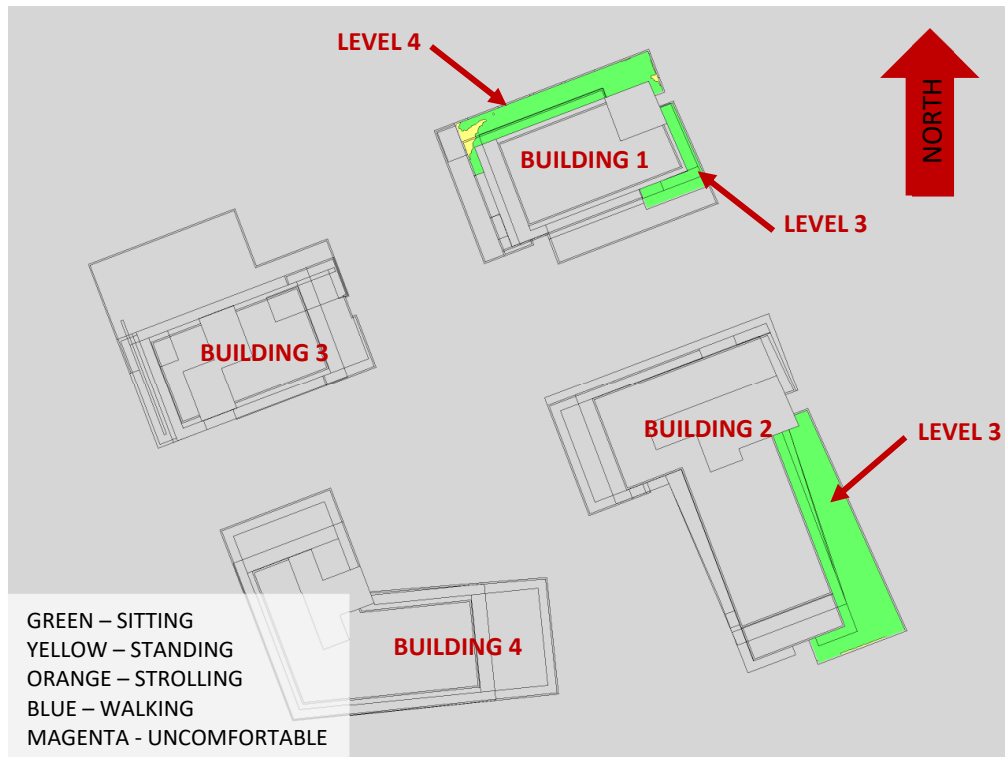 LEVEL 4
NORTH
BUILDING 1
LEVEL 3
BUILDING 3
BUILDING 2
LEVEL 3
BUILDING 4
GREEN – SITTING
YELLOW – STANDING
ORANGE – STROLLING
BLUE – WALKING
MAGENTA - UNCOMFORTABLE